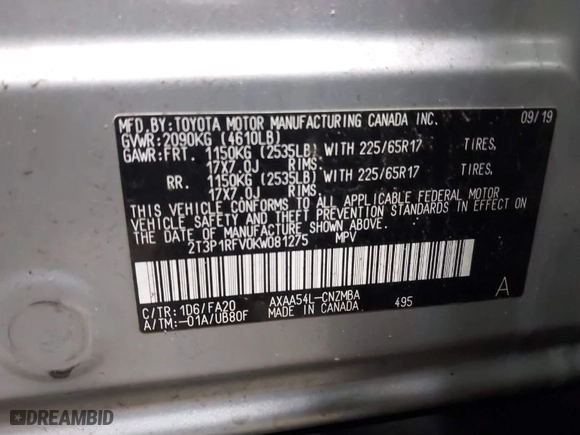 MFD.BY:TOYOTA MOTOR MANUFACTURING CANADA INC. 09/19
GVWR:2090KG (4610LB)
GAWR:FRT. 1150KG (2535LB) WITH 225/65R17 TIRES,
17X7.0J RIMS.
RR. 1150KG (2535LB) WITH 225/65R17 TIRES,
17X7.0J RIMS.
THIS VEHICLE CONFORMS TO ALL APPLICABLE FEDERAL MOTOR
VEHICLE SAFETY AND THEFT PREVENTION STANDARDS IN EFFECT ON
THE DATE OF MANUFACTURE SHOWN ABOVE.
2T3P1RFV0KW081275 MPV
C/TR: 1D6/FA20 AXAA54L-CNZMBA 495 A
A/TM:-01A/UB80F MADE IN CANADA
DREAMBID